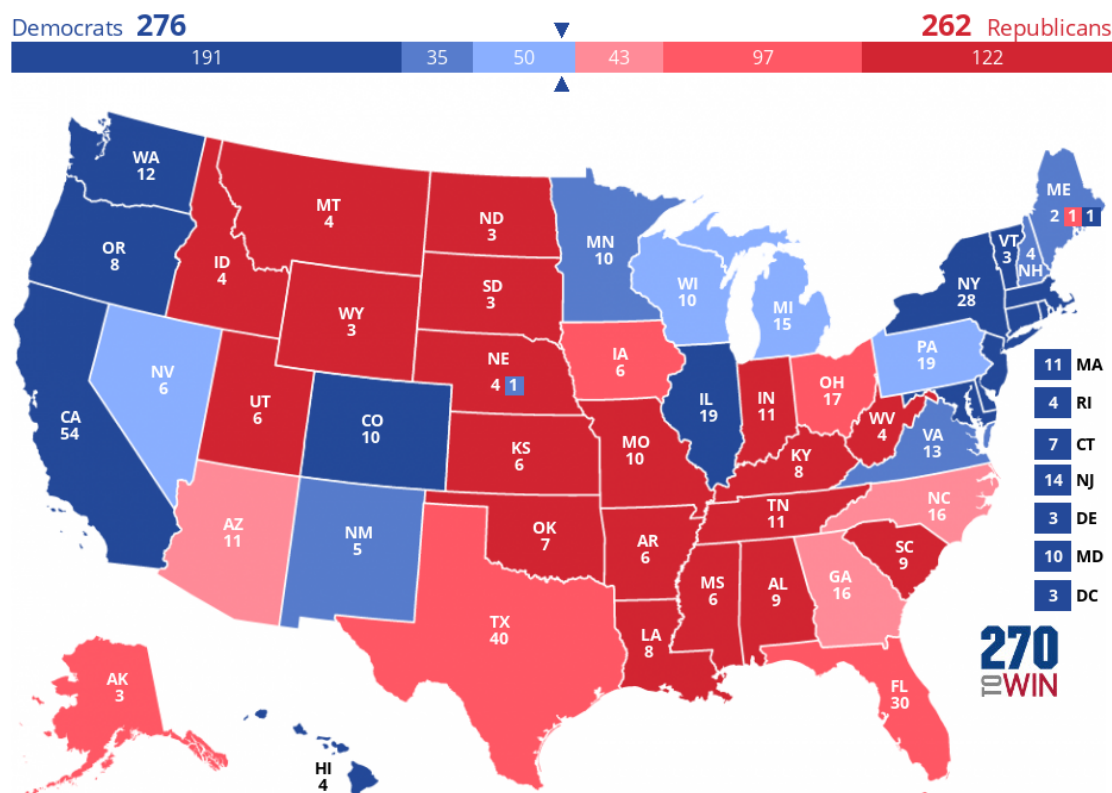 Democrats 276
262 Republicans
191 35 50 43 97 122
WA
12
OR
8
CA
54
NV
6
ID
4
MT
4
WY
3
UT
6
AZ
11
CO
10
NM
5
ND
3
SD
3
NE
4 1
KS
6
OK
7
TX
40
MN
10
IA
6
MO
10
AR
6
LA
8
WI
10
IL
19
MI
15
IN
11
OH
17
KY
8
TN
11
MS
6
AL
9
GA
16
FL
30
SC
9
NC
16
VA
13
WV
4
PA
19
NY
28
VT
3
4
NH
ME
2 1 1
11 MA
4 RI
7 CT
14 NJ
3 DE
10 MD
3 DC
AK
3
HI
4
270
TO WIN